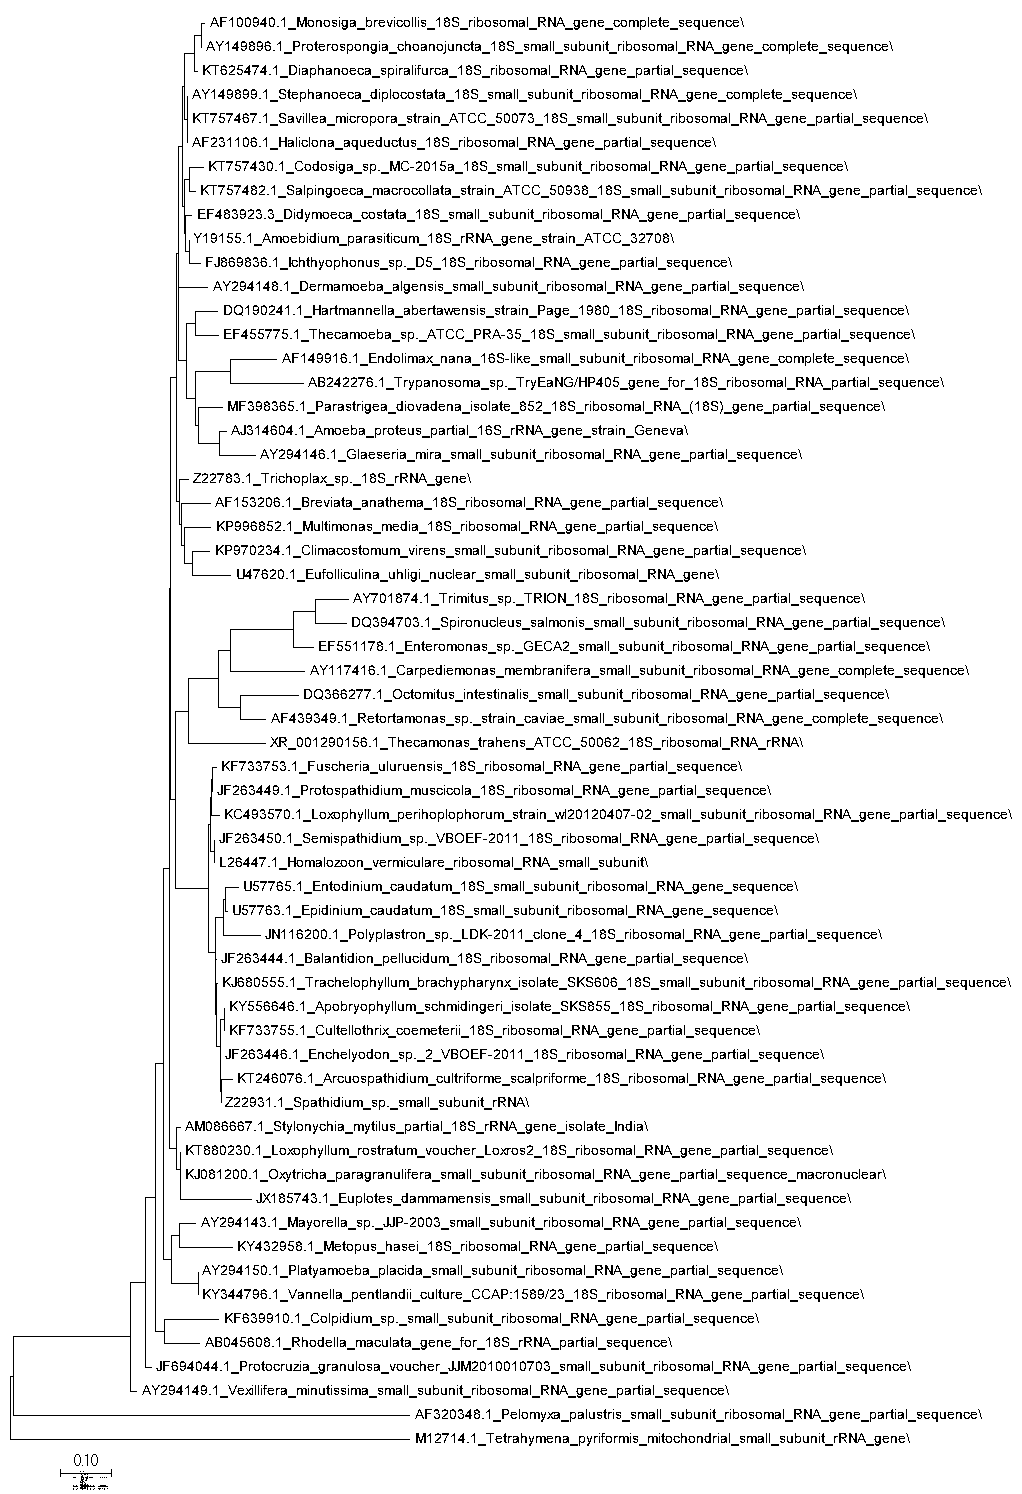 AF100940.1_Monosiga_brevicollis_18S_ribosomal_RNA_gene_complete_sequence\
AY149896.1_Proterospongia_choanojuncta_18S_small_subunit_ribosomal_RNA_gene_complete_sequence\
KT625474.1_Diaphanoeca_spiralifurca_18S_ribosomal_RNA_gene_partial_sequence\
AY149899.1_Stephanoeca_diplocostata_18S_small_subunit_ribosomal_RNA_gene_complete_sequence\
KT757467.1_Savillea_micropora_strain_ATCC_50073_18S_small_subunit_ribosomal_RNA_gene_partial_sequence\
AF231106.1_Haliclona_aqueductus_18S_ribosomal_RNA_gene_partial_sequence\
KT757430.1_Codosiga_sp._MC-2015a_18S_small_subunit_ribosomal_RNA_gene_partial_sequence\
KT757482.1_Salpingoeca_macrocollata_strain_ATCC_50938_18S_small_subunit_ribosomal_RNA_gene_partial_sequence\
EF483923.3_Didymoeca_costata_18S_small_subunit_ribosomal_RNA_gene_partial_sequence\
Y19155.1_Amoebidium_parasiticum_18S_rRNA_gene_strain_ATCC_32708\
FJ869836.1_Ichthyophonus_sp._D5_18S_ribosomal_RNA_gene_partial_sequence\
AY294148.1_Dermamoeba_algensis_small_subunit_ribosomal_RNA_gene_partial_sequence\
DQ190241.1_Hartmannella_abertawensis_strain_Page_1980_18S_ribosomal_RNA_gene_partial_sequence\
EF455775.1_Thecamoeba_sp._ATCC_PRA-35_18S_small_subunit_ribosomal_RNA_gene_partial_sequence\
AF149916.1_Endolimax_nana_16S-like_small_subunit_ribosomal_RNA_gene_complete_sequence\
AB242276.1_Trypanosoma_sp._TryEaNG/HP405_gene_for_18S_ribosomal_RNA_partial_sequence\
MF398365.1_Parastrigea_diovadena_isolate_852_18S_ribosomal_RNA_(18S)_gene_partial_sequence\
AJ314604.1_Amoeba_proteus_partial_16S_rRNA_gene_strain_Geneva\
AY294146.1_Glaeseria_mira_small_subunit_ribosomal_RNA_gene_partial_sequence\
Z22783.1_Trichoplax_sp._18S_rRNA_gene\
AF153206.1_Breviata_anathema_18S_ribosomal_RNA_gene_partial_sequence\
KP996852.1_Multimonas_media_18S_ribosomal_RNA_gene_partial_sequence\
KP970234.1_Climacostomum_virens_small_subunit_ribosomal_RNA_gene_partial_sequence\
U47620.1_Eufolliculina_uhligi_nuclear_small_subunit_ribosomal_RNA_gene\
AY701874.1_Trimitus_sp._TRION_18S_ribosomal_RNA_gene_partial_sequence\
DQ394703.1_Spironucleus_salmonis_small_subunit_ribosomal_RNA_gene_partial_sequence\
EF551178.1_Enteromonas_sp._GECA2_small_subunit_ribosomal_RNA_gene_partial_sequence\
AY117416.1_Carpediemonas_membranifera_small_subunit_ribosomal_RNA_gene_complete_sequence\
DQ366277.1_Octomitus_intestinalis_small_subunit_ribosomal_RNA_gene_partial_sequence\
AF439349.1_Retortamonas_sp._strain_caviae_small_subunit_ribosomal_RNA_gene_complete_sequence\
XR_001290156.1_Thecamonas_trahens_ATCC_50062_18S_ribosomal_RNA_rRNA\
KF733753.1_Fuscheria_uluruensis_18S_ribosomal_RNA_gene_partial_sequence\
JF263449.1_Protospathidium_muscicola_18S_ribosomal_RNA_gene_partial_sequence\
KC493570.1_Loxophyllum_perihoplophorum_strain_wl20120407-02_small_subunit_ribosomal_RNA_gene_partial_sequence\
JF263450.1_Semispathidium_sp._VBOEF-2011_18S_ribosomal_RNA_gene_partial_sequence\
L26447.1_Homalozoon_vermiculare_ribosomal_RNA_small_subunit\
U57765.1_Entodinium_caudatum_18S_small_subunit_ribosomal_RNA_gene_sequence\
U57763.1_Epidinium_caudatum_18S_small_subunit_ribosomal_RNA_gene_sequence\
JN116200.1_Polyplastron_sp._LDK-2011_clone_4_18S_ribosomal_RNA_gene_partial_sequence\
JF263444.1_Balantidion_pellucidum_18S_ribosomal_RNA_gene_partial_sequence\
KJ680555.1_Trachelophyllum_brachypharynx_isolate_SKS606_18S_small_subunit_ribosomal_RNA_gene_partial_sequence\
KY556646.1_Apobryophyllum_schmidingeri_isolate_SKS855_18S_ribosomal_RNA_gene_partial_sequence\
KF733755.1_Cultellothrix_coemeterii_18S_ribosomal_RNA_gene_partial_sequence\
JF263446.1_Enchelyodon_sp._2_VBOEF-2011_18S_ribosomal_RNA_gene_partial_sequence\
KT246076.1_Arcuospathidium_cultriforme_scalpriforme_18S_ribosomal_RNA_gene_partial_sequence\
Z22931.1_Spathidium_sp._small_subunit_rRNA\
AM086667.1_Stylonychia_mytilus_partial_18S_rRNA_gene_isolate_India\
KT880230.1_Loxophyllum_rostratum_voucher_Loxros2_18S_ribosomal_RNA_gene_partial_sequence\
KJ081200.1_Oxytricha_paragranulifera_small_subunit_ribosomal_RNA_gene_partial_sequence_macronuclear\
JX185743.1_Euplotes_dammamensis_small_subunit_ribosomal_RNA_gene_partial_sequence\
AY294143.1_Mayorella_sp._JJP-2003_small_subunit_ribosomal_RNA_gene_partial_sequence\
KY432958.1_Metopus_hasei_18S_ribosomal_RNA_gene_partial_sequence\
AY294150.1_Platyamoeba_placida_small_subunit_ribosomal_RNA_gene_partial_sequence\
KY344796.1_Vannella_pentlandii_culture_CCAP:1589/23_18S_ribosomal_RNA_gene_partial_sequence\
KF639910.1_Colpidium_sp._small_subunit_ribosomal_RNA_gene_partial_sequence\
AB045608.1_Rhodella_maculata_gene_for_18S_rRNA_partial_sequence\
JF694044.1_Protocruzia_granulosa_voucher_JJM2010010703_small_subunit_ribosomal_RNA_gene_partial_sequence\
AY294149.1_Vexillifera_minutissima_small_subunit_ribosomal_RNA_gene_partial_sequence\
AF320348.1_Pelomyxa_palustris_small_subunit_ribosomal_RNA_gene_partial_sequence\
M12714.1_Tetrahymena_pyriformis_mitochondrial_small_subunit_rRNA_gene\
0.10